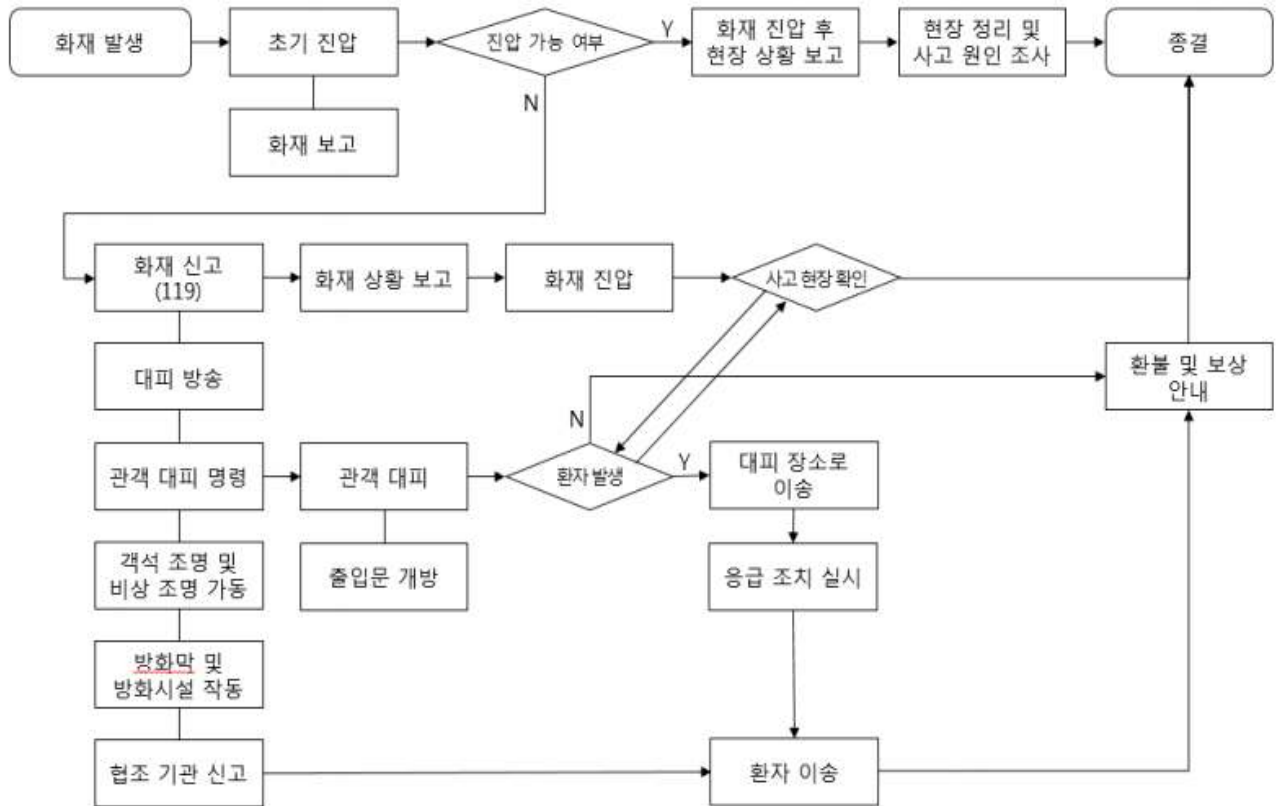 화재 발생
초기 진압
진압 가능 여부
Y
화재 진압 후
현장 상황 보고
현장 정리 및
사고 원인 조사
종결
N
화재 보고
화재 신고
(119)
화재 상황 보고
화재 진압
사고 현장 확인
대피 방송
환불 및 보상
안내
N
관객 대피 명령
관객 대피
환자 발생
Y
대피 장소로
이송
객석 조명 및
비상 조명 가동
출입문 개방
응급 조치 실시
방화막 및
방화시설 작동
협조 기관 신고
환자 이송